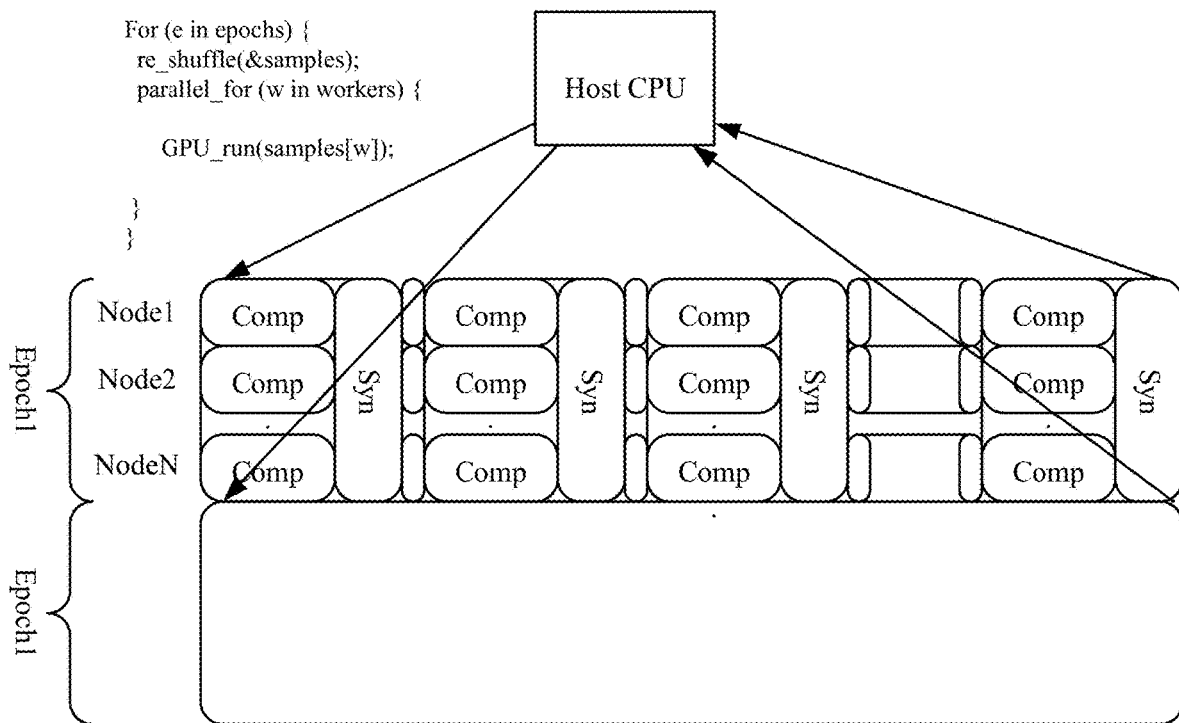 For (e in epochs) {
re_shuffle(&samples);
parallel_for (w in workers) {
GPU_run(samples[w]);
}
}
Host CPU
Epoch1
Node1
Comp
Comp
Comp
Comp
Node2
Comp
Comp
Comp
Comp
Syn
Syn
Syn
Syn
NodeN
Comp
Comp
Comp
Comp
Epoch1